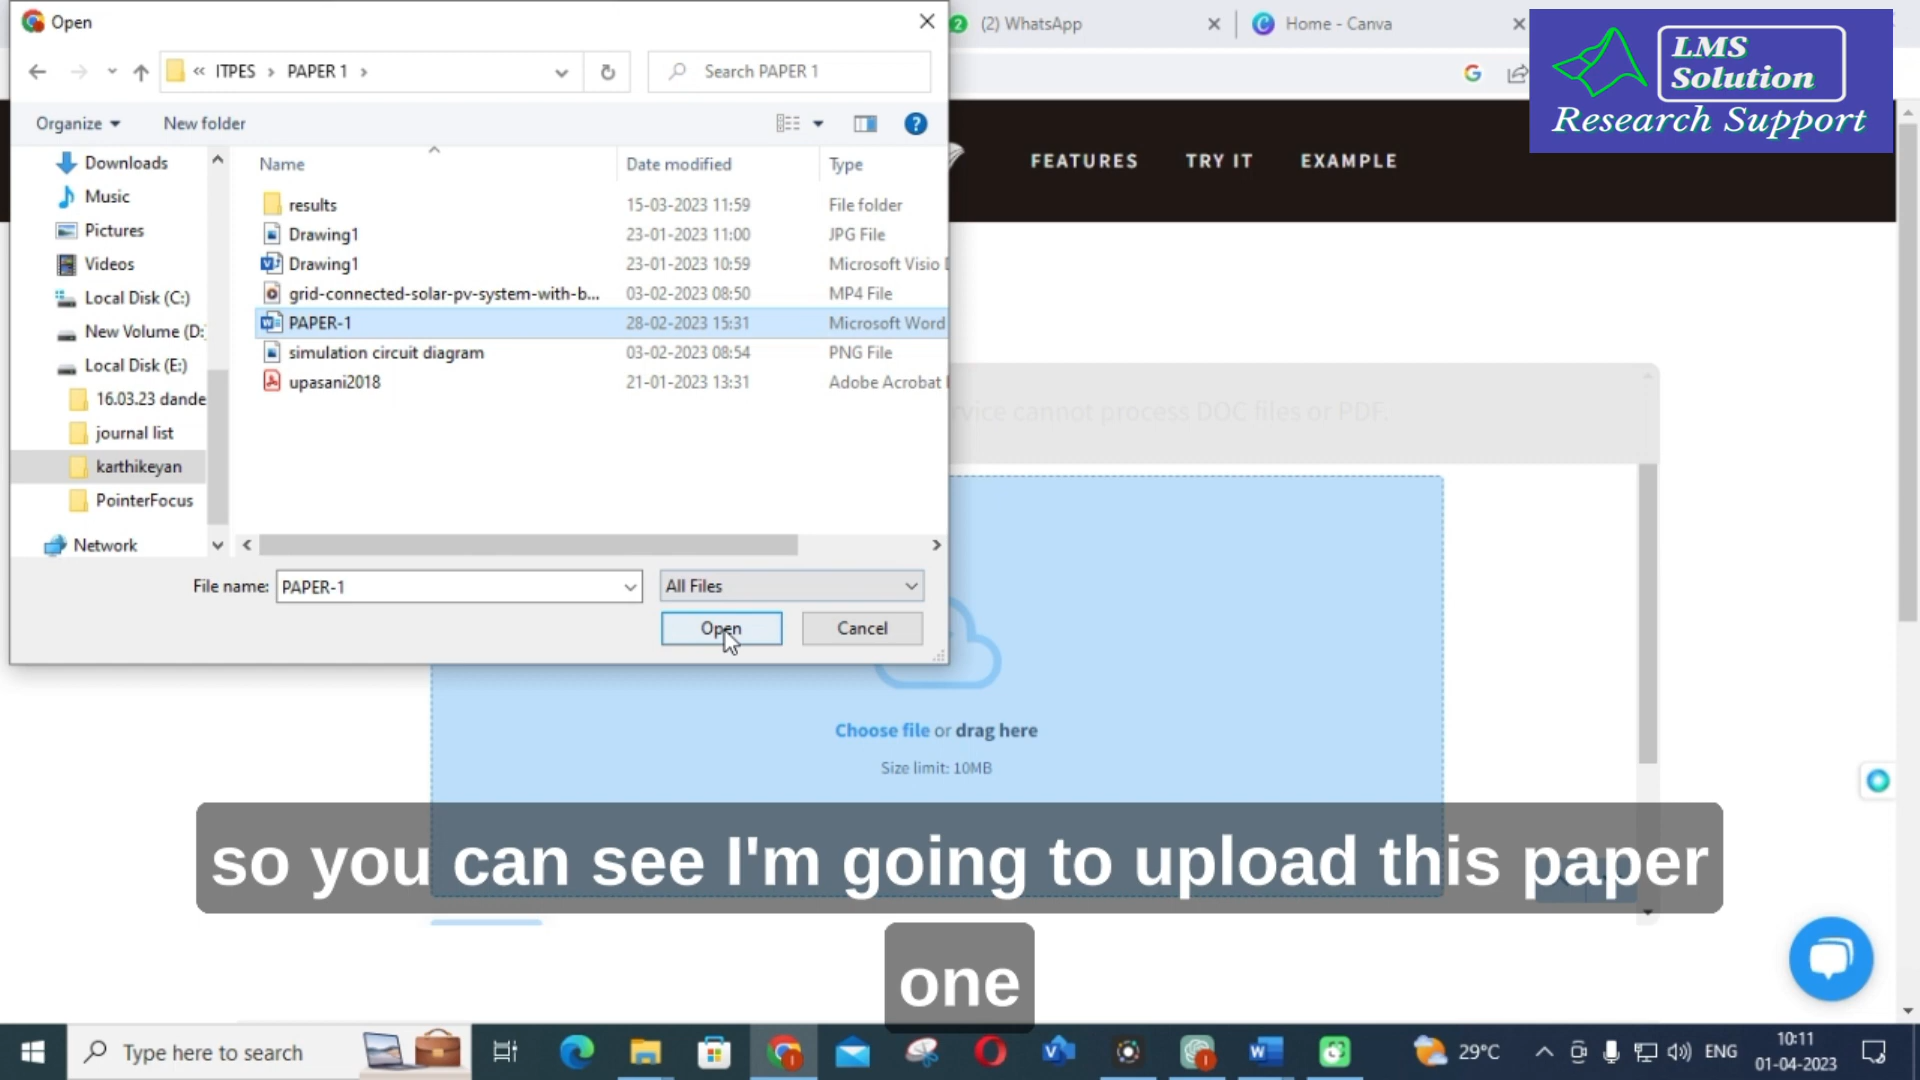 Open
(2) WhatsApp
Home - Canva
LMS
Solution
Research Support
« ITPES > PAPER 1 >
Search PAPER 1
Organize
New folder
FEATURES
TRY IT
EXAMPLE
Name
Date modified
Type
Downloads
Music
Pictures
Videos
Local Disk (C:)
New Volume (D:
Local Disk (E:)
16.03.23 dande
journal list
karthikeyan
PointerFocus
Network
results 15-03-2023 11:59 File folder
Drawing1 23-01-2023 11:00 JPG File
Drawing1 23-01-2023 10:59 Microsoft Visio
grid-connected-solar-pv-system-with-b... 03-02-2023 08:50 MP4 File
PAPER-1 28-02-2023 15:31 Microsoft Word
simulation circuit diagram 03-02-2023 08:54 PNG File
upasani2018 21-01-2023 13:31 Adobe Acrobat
rvice cannot process DOC files or PDF.
File name: PAPER-1
All Files
Open
Cancel
Choose file or drag here
Size limit: 10MB
so you can see I'm going to upload this paper
one
Type here to search
29°C
ENG
10:11
01-04-2023